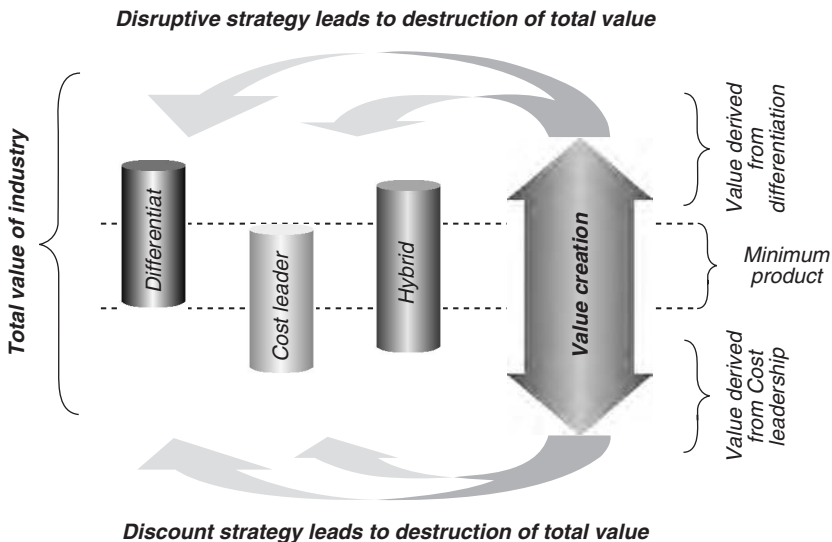 Disruptive strategy leads to destruction of total value
Total value of industry
Differentiat
Cost leader
Hybrid
Value creation
Value derived
from
differentiation
Minimum
product
Value derived
from Cost
leadership
Discount strategy leads to destruction of total value